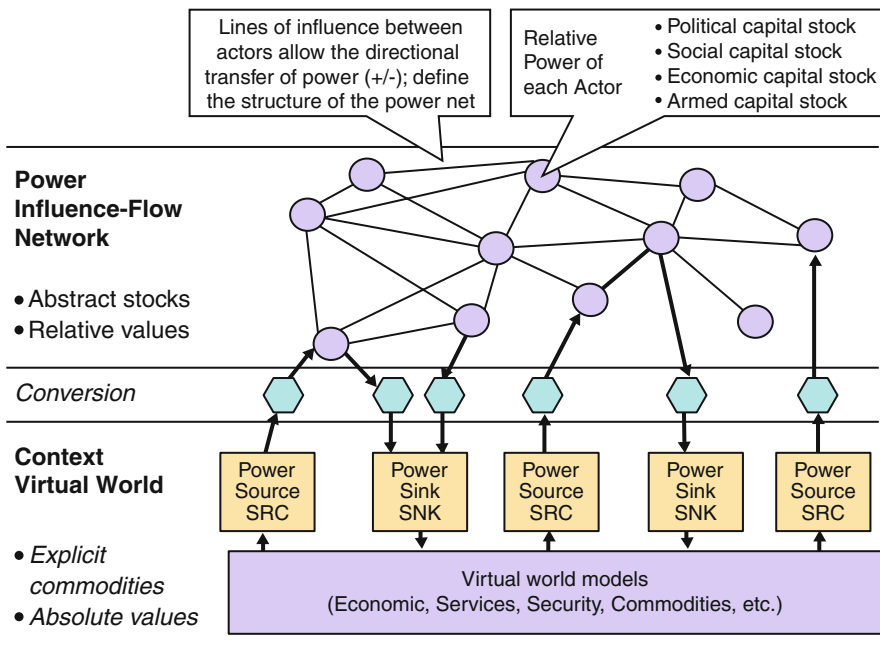 Lines of influence between
actors allow the directional
transfer of power (+/-); define
the structure of the power net
Relative
Power of
each Actor
• Political capital stock
• Social capital stock
• Economic capital stock
• Armed capital stock
Power
Influence-Flow
Network
• Abstract stocks
• Relative values
Conversion
Context
Virtual World
• Explicit
commodities
• Absolute values
Power
Source
SRC
Power
Sink
SNK
Power
Source
SRC
Power
Sink
SNK
Power
Source
SRC
Virtual world models
(Economic, Services, Security, Commodities, etc.)